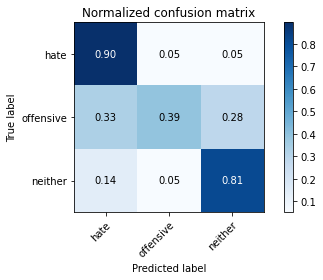 Normalized confusion matrix
True label
hate 0.90 0.05 0.05
offensive 0.33 0.39 0.28
neither 0.14 0.05 0.81
hate offensive neither
Predicted label
0.8
0.7
0.6
0.5
0.4
0.3
0.2
0.1